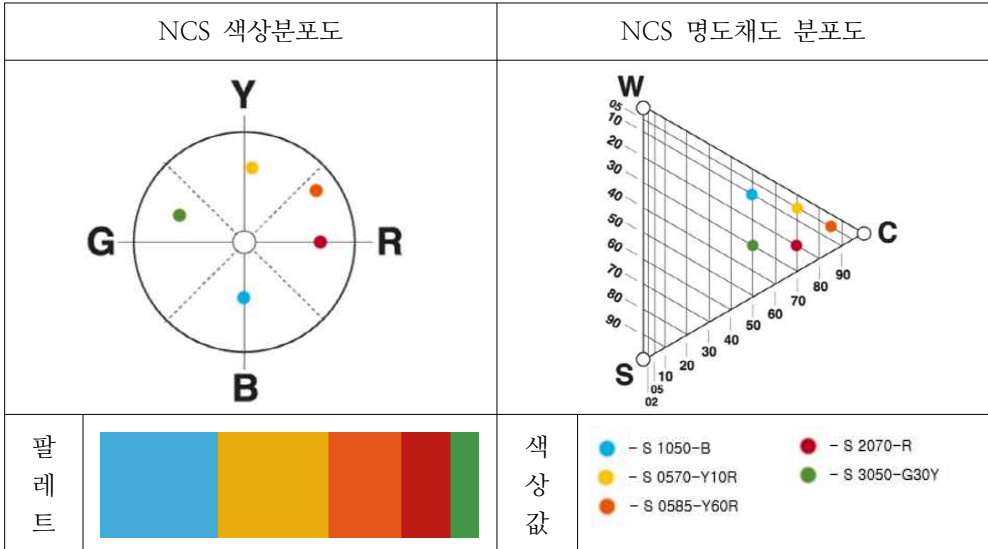 NCS 색상분포도
NCS 명도채도 분포도
Y
G
R
B
W
05
10
20
30
40
50
60
70
80
90
C
S
02
05
10
20
30
40
50
60
70
80
90
팔
레
트
색
상
값
- S 1050-B
- S 0570-Y10R
- S 0585-Y60R
- S 2070-R
- S 3050-G30Y